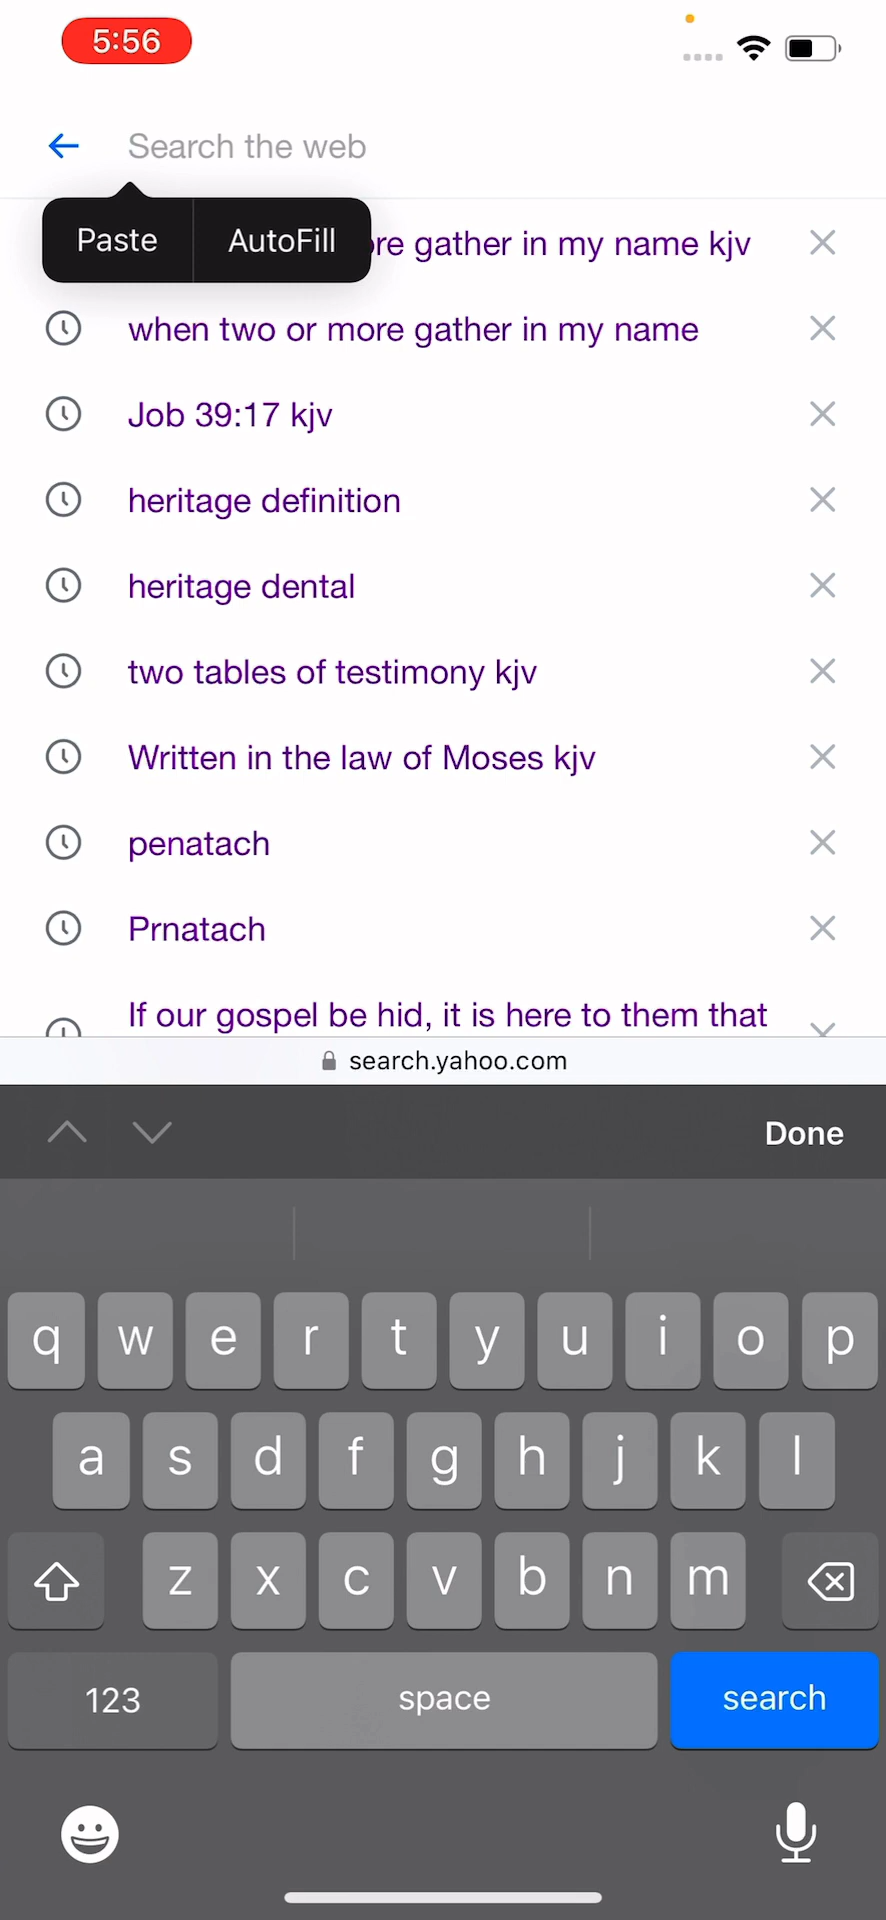 5:56
Search the web
Paste
AutoFill
re gather in my name kjv
when two or more gather in my name
Job 39:17 kjv
heritage definition
heritage dental
two tables of testimony kjv
Written in the law of Moses kjv
penatach
Prnatach
If our gospel be hid, it is here to them that
search.yahoo.com
Done
q w e r t y u i o p
a s d f g h j k l
z x c v b n m
123 space search